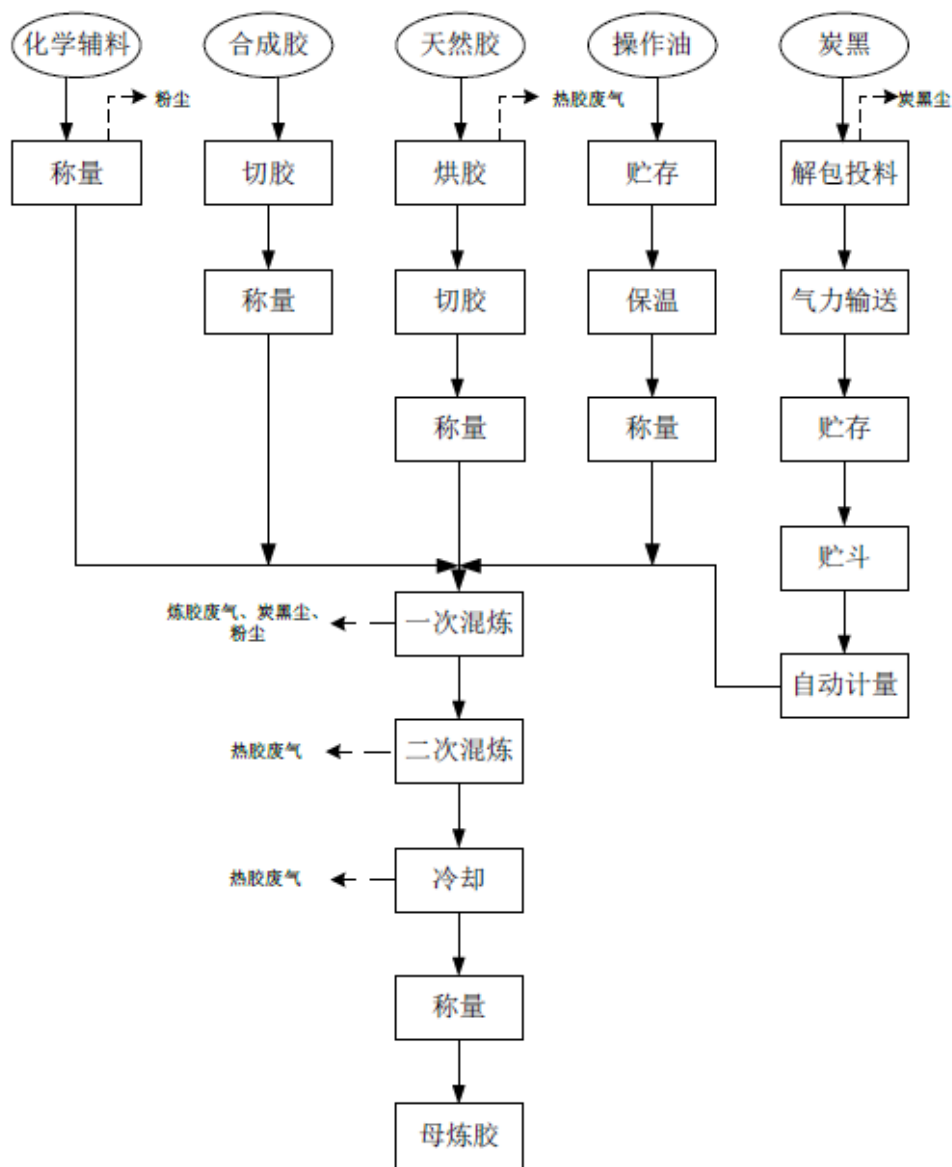 化学辅料
合成胶
天然胶
操作油
炭黑
粉尘
热胶废气
炭黑尘
称量
切胶
烘胶
贮存
解包投料
称量
切胶
保温
气力输送
称量
称量
贮存
贮斗
炼胶废气、炭黑尘、
粉尘
一次混炼
自动计量
热胶废气
二次混炼
热胶废气
冷却
称量
母炼胶